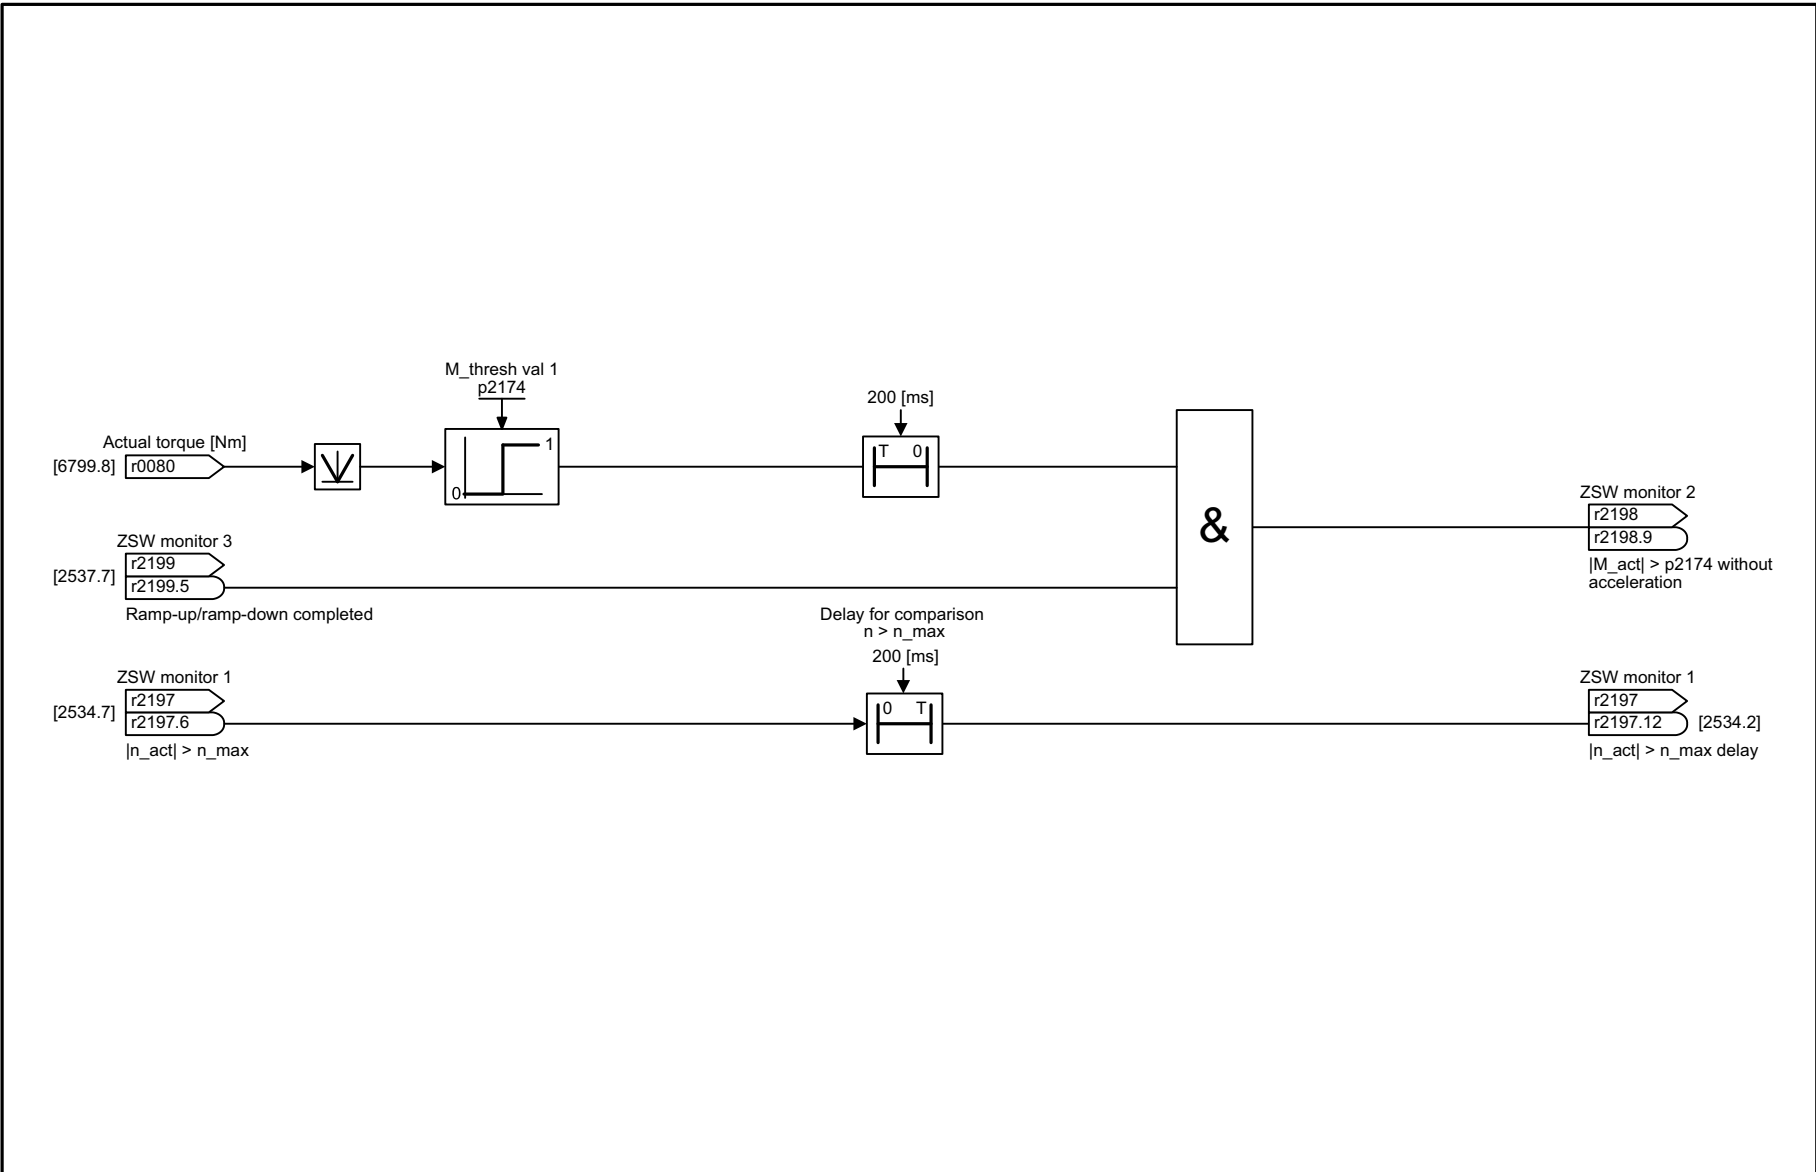 M_thresh val 1
p2174
1
0
200 [ms]
T 0
Actual torque [Nm]
[6799.8]
r0080
ZSW monitor 3
[2537.7]
r2199
r2199.5
Ramp-up/ramp-down completed
&
ZSW monitor 2
r2198
r2198.9
|M_act| > p2174 without
acceleration
Delay for comparison
n > n_max
200 [ms]
0 T
ZSW monitor 1
[2534.7]
r2197
r2197.6
|n_act| > n_max
ZSW monitor 1
r2197
r2197.12
[2534.2]
|n_act| > n_max delay